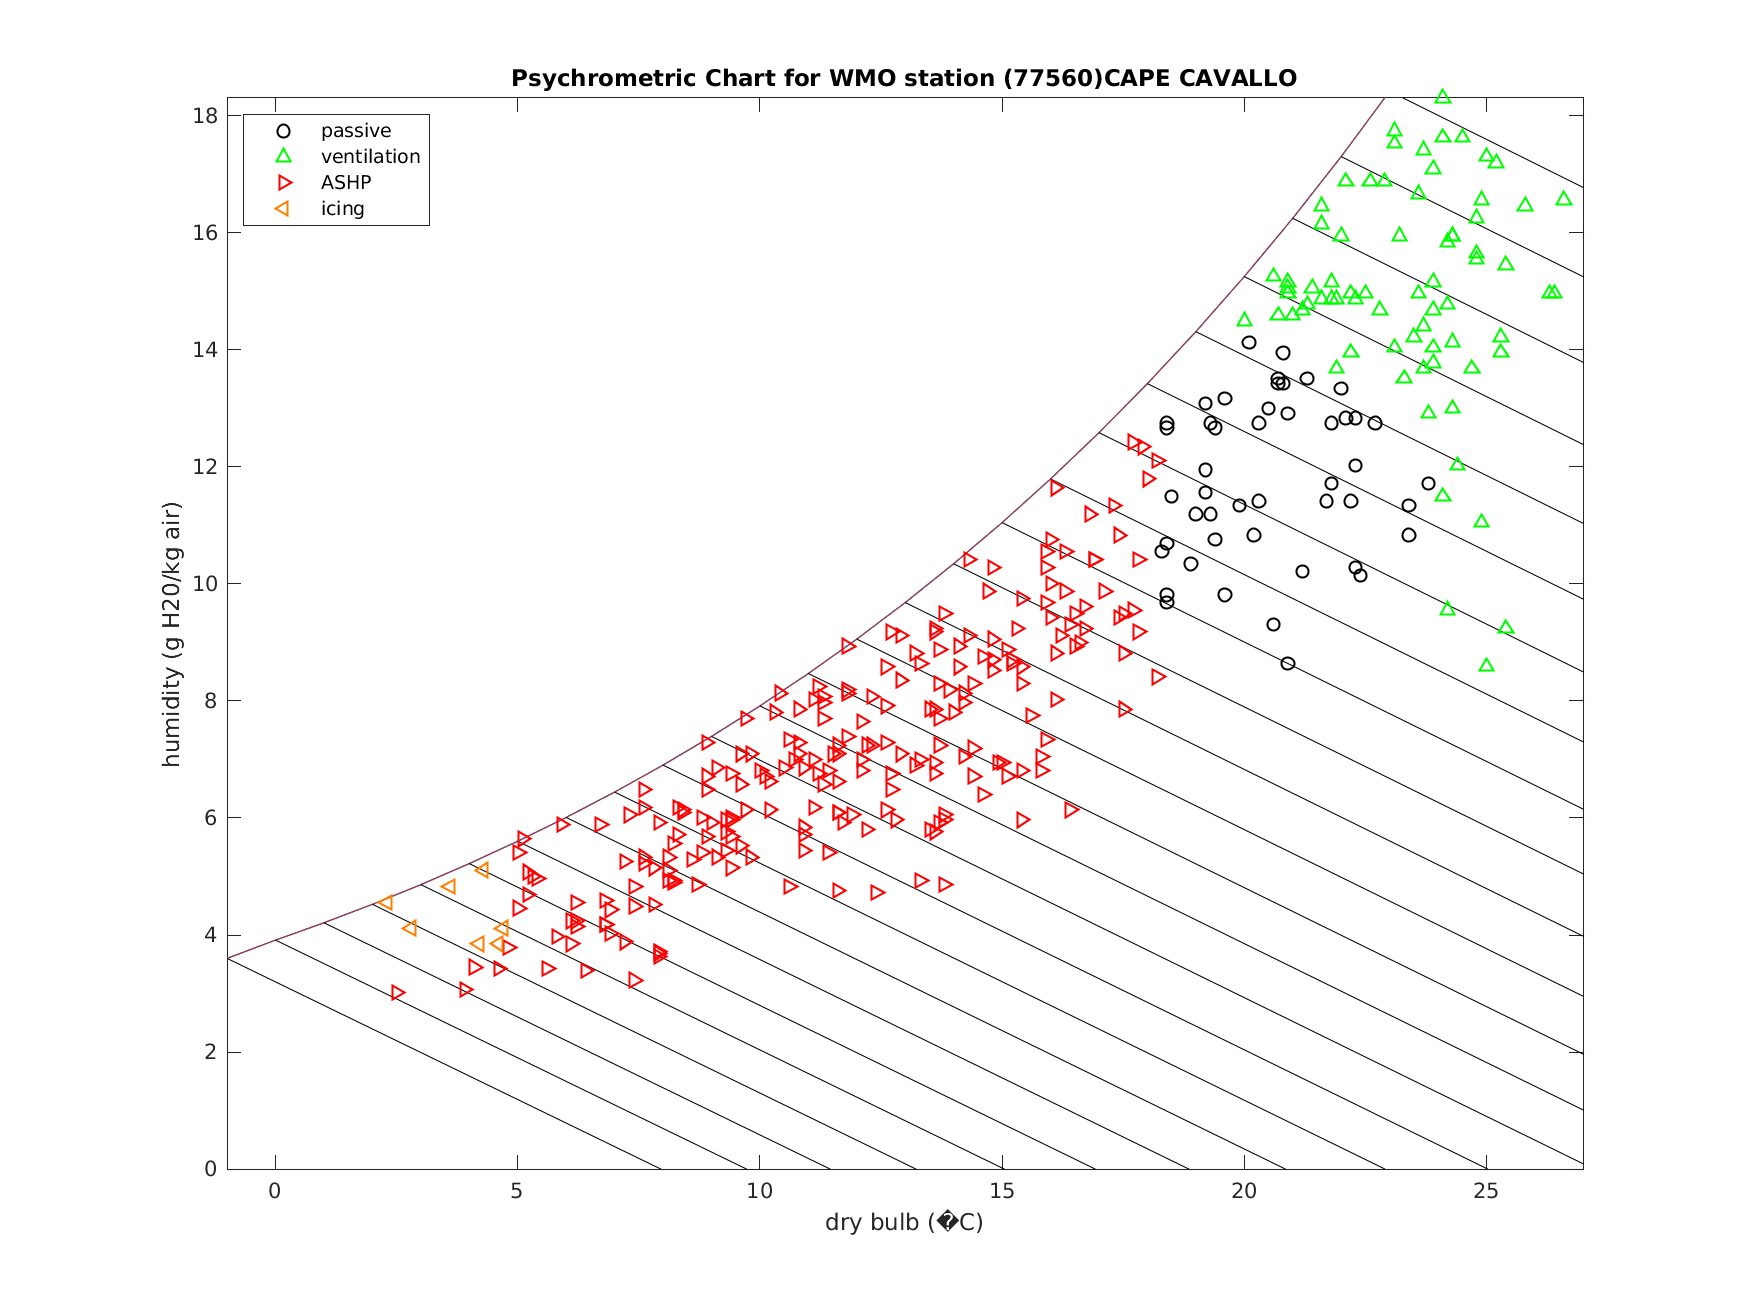 Psychrometric Chart for WMO station (77560)CAPE CAVALLO
passive
ventilation
ASHP
icing
humidity (g H20/kg air)
18
16
14
12
10
8
6
4
2
0
0 5 10 15 20 25
dry bulb (�C)